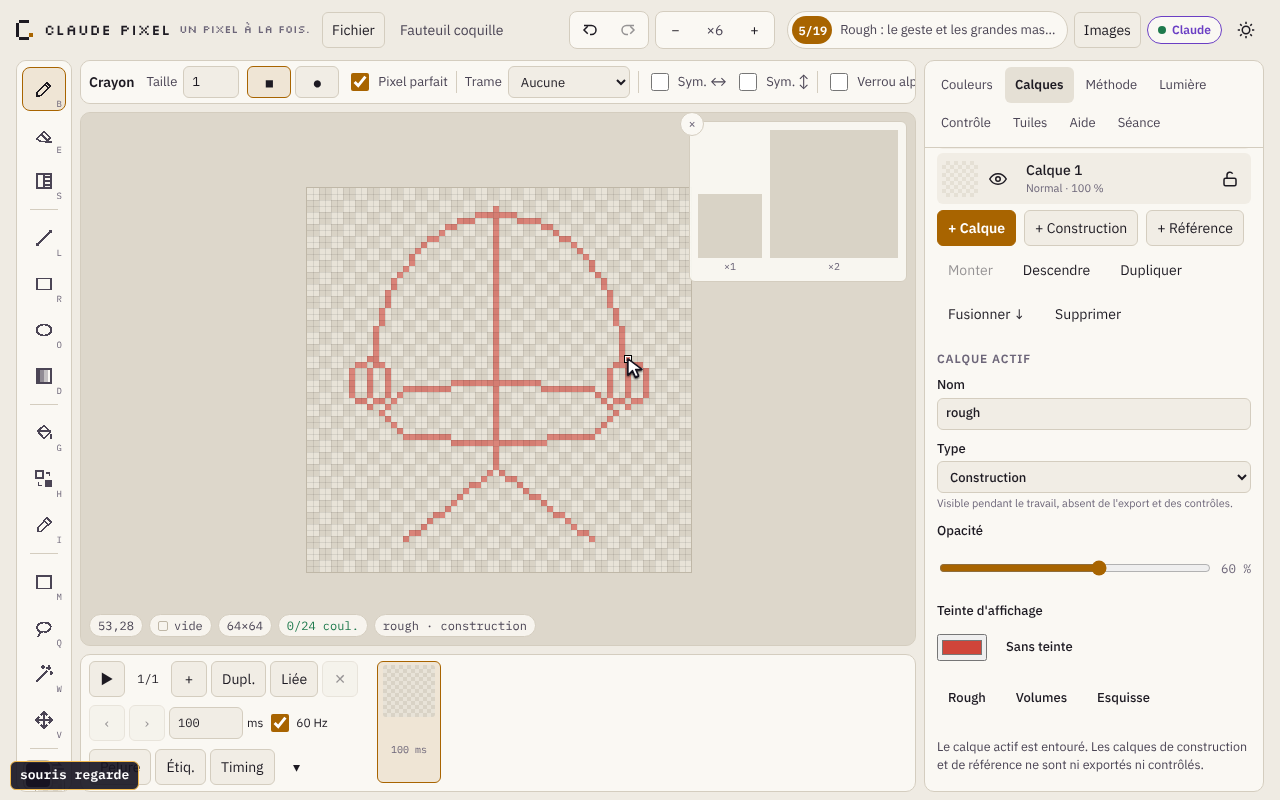 CLAUDE PIXEL UN PIXEL À LA FOIS. Fichier Fauteuil coquille − ×6 + 5/19 Rough : le geste et les grandes mas… Images Claude
Crayon Taille 1 ■ ● Pixel parfait Trame Aucune Sym. ↔ Sym. ↕ Verrou alp
B
E
S
L
R
O
D
G
H
I
M
Q
W
V
×
×1 ×2
53,28 vide 64×64 0/24 coul. rough · construction
1/1 + Dupl. Liée ×
‹ › 100 ms 60 Hz
Étiq. Timing ▼
100 ms
souris regarde
Couleurs Calques Méthode Lumière
Contrôle Tuiles Aide Séance
Calque 1
Normal · 100 %
+ Calque + Construction + Référence
Monter Descendre Dupliquer
Fusionner ↓ Supprimer
CALQUE ACTIF
Nom
rough
Type
Construction
Visible pendant le travail, absent de l'export et des contrôles.
Opacité
60 %
Teinte d'affichage
Sans teinte
Rough Volumes Esquisse
Le calque actif est entouré. Les calques de construction
et de référence ne sont ni exportés ni contrôlés.